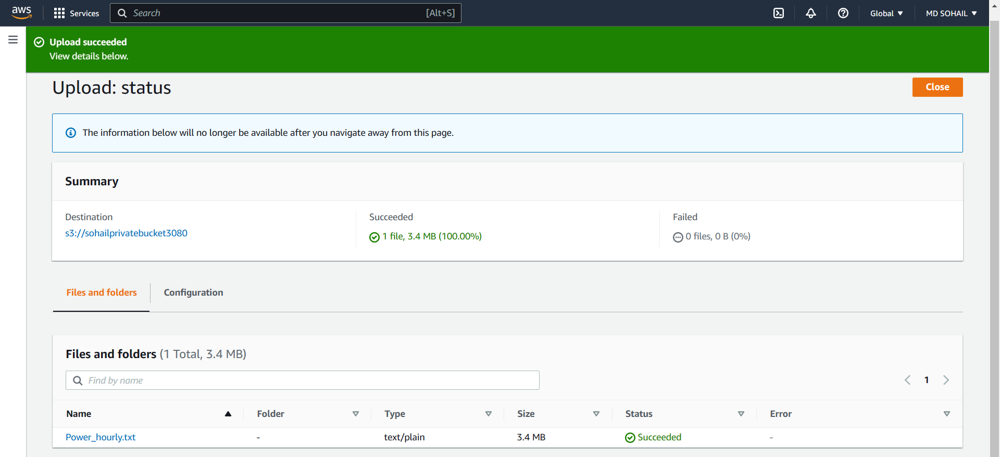 aws Services Search [Alt+S] Global MD SOHAIL
Upload succeeded
View details below.
Upload: status
Close
The information below will no longer be available after you navigate away from this page.
Summary
Destination Succeeded Failed
s3://sohailprivatebucket3080 1 file, 3.4 MB (100.00%) 0 files, 0 B (0%)
Files and folders Configuration
Files and folders (1 Total, 3.4 MB)
Find by name 1
Name Folder Type Size Status Error
Power_hourly.txt - text/plain 3.4 MB Succeeded -